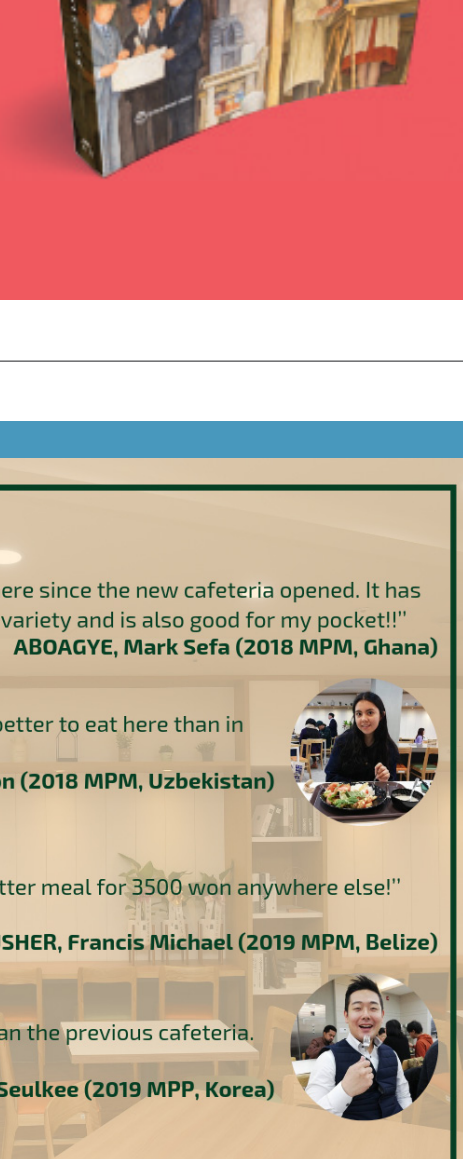 ere since the new cafeteria opened. It has
variety and is also good for my pocket!!”
ABOAGYE, Mark Sefa (2018 MPM, Ghana)
better to eat here than in
on (2018 MPM, Uzbekistan)
tter meal for 3500 won anywhere else!”
SHER, Francis Michael (2019 MPM, Belize)
an the previous cafeteria.
Seulkee (2019 MPP, Korea)